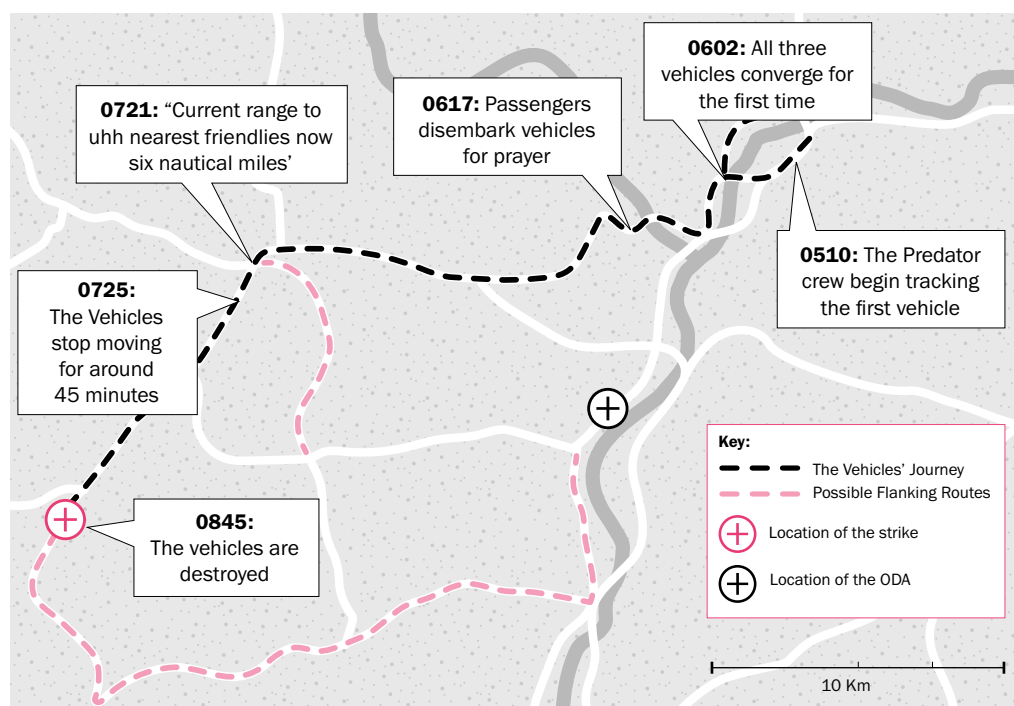 0602: All three
vehicles converge for
the first time
0617: Passengers
disembark vehicles
for prayer
0721: “Current range to
uhh nearest friendlies now
six nautical miles’
0510: The Predator
crew begin tracking
the first vehicle
0725:
The Vehicles
stop moving
for around
45 minutes
0845:
The vehicles are
destroyed
Key:
The Vehicles’ Journey
Possible Flanking Routes
Location of the strike
Location of the ODA
10 Km